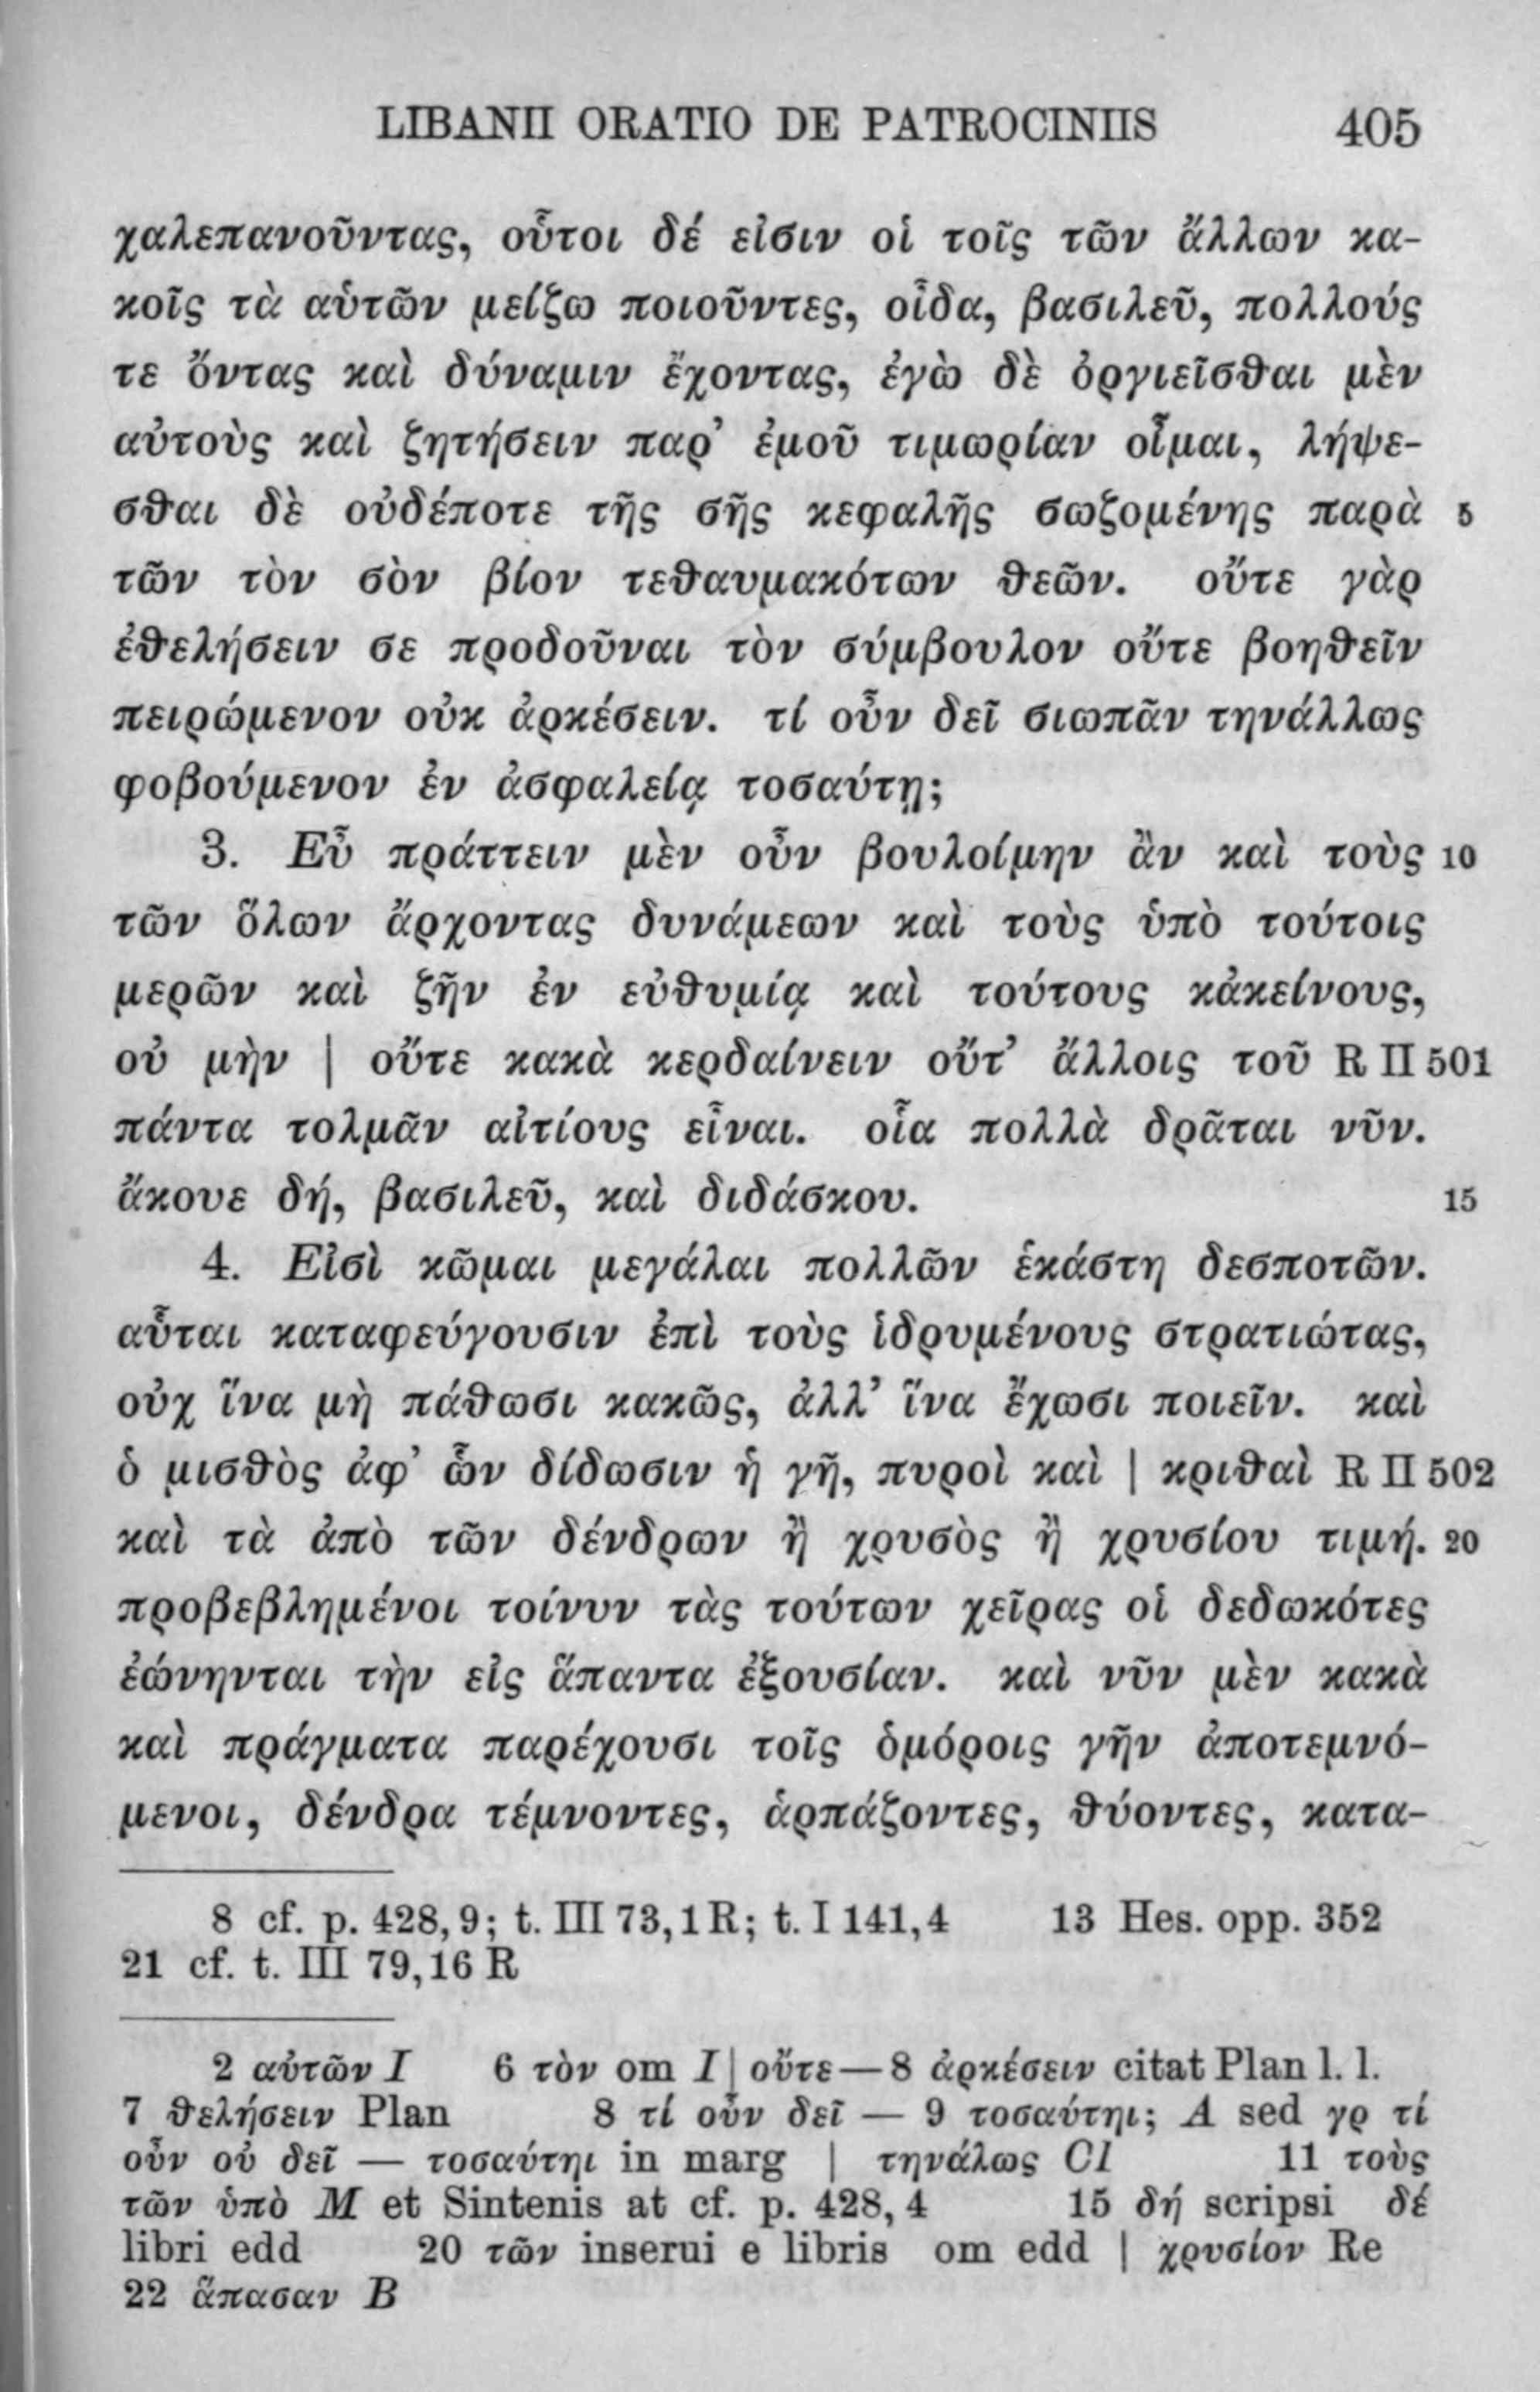 LIBANII ORATIO DE PATROCINIIS 405
χαλεπανοῦντας, οὗτοι δέ εἰσιν οἱ τοῖς τῶν ἄλλων κα-
κοῖς τὰ αὑτῶν μείζω ποιοῦντες, οἶδα, βασιλεῦ, πολλούς
τε ὄντας καὶ δύναμιν ἔχοντας, ἐγὼ δὲ ὀργιεῖσθαι μὲν
αὐτοὺς καὶ ζητήσειν παρ’ ἐμοῦ τιμωρίαν οἶμαι, λήψε-
σθαι δὲ οὐδέποτε τῆς σῆς κεφαλῆς σωζομένης παρὰ 5
τῶν τὸν σὸν βίον τεθαυμακότων θεῶν. οὔτε γὰρ
ἐθελήσειν σε προδοῦναι τὸν σύμβουλον οὔτε βοηθεῖν
πειρώμενον οὐκ ἀρκέσειν. τί οὖν δεῖ σιωπᾶν τηνάλλως
φοβούμενον ἐν ἀσφαλείᾳ τοσαύτῃ;
3. Εὖ πράττειν μὲν οὖν βουλοίμην ἂν καὶ τοὺς 10
τῶν ὅλων ἄρχοντας δυνάμεων καὶ τοὺς ὑπὸ τούτοις
μερῶν καὶ ζῆν ἐν εὐθυμίᾳ καὶ τούτους κἀκείνους,
οὐ μὴν | οὔτε κακὰ κερδαίνειν οὔτ’ ἄλλοις τοῦ R II 501
πάντα τολμᾶν αἰτίους εἶναι. οἷα πολλὰ δρᾶται νῦν.
ἄκουε δή, βασιλεῦ, καὶ διδάσκου. 15
4. Εἰσὶ κῶμαι μεγάλαι πολλῶν ἑκάστη δεσποτῶν.
αὗται καταφεύγουσιν ἐπὶ τοὺς ἱδρυμένους στρατιώτας,
οὐχ ἵνα μὴ πάθωσι κακῶς, ἀλλ’ ἵνα ἔχωσι ποιεῖν. καὶ
ὁ μισθὸς ἀφ’ ὧν δίδωσιν ἡ γῆ, πυροὶ καὶ | κριθαὶ R II 502
καὶ τὰ ἀπὸ τῶν δένδρων ἢ χρυσὸς ἢ χρυσίου τιμή. 20
προβεβλημένοι τοίνυν τὰς τούτων χεῖρας οἱ δεδωκότες
ἐώνηνται τὴν εἰς ἅπαντα ἐξουσίαν. καὶ νῦν μὲν κακὰ
καὶ πράγματα παρέχουσι τοῖς ὁμόροις γῆν ἀποτεμνό-
μενοι, δένδρα τέμνοντες, ἁρπάζοντες, θύοντες, κατα-
8 cf. p. 428, 9; t. III 73, 1 R; t. I 141, 4 13 Hes. opp. 352
21 cf. t. III 79, 16 R
2 αὐτῶν I 6 τὸν om I | οὔτε—8 ἀρκέσειν citat Plan l. l.
7 θελήσειν Plan 8 τί οὖν δεῖ — 9 τοσαύτηι; A sed γρ τί
οὖν οὐ δεῖ — τοσαύτηι in marg | τηνάλως Cl 11 τοὺς
τῶν ὑπὸ M et Sintenis at cf. p. 428, 4 15 δή scripsi δέ
libri edd 20 τῶν inserui e libris om edd | χρυσίον Re
22 ἅπασαν B